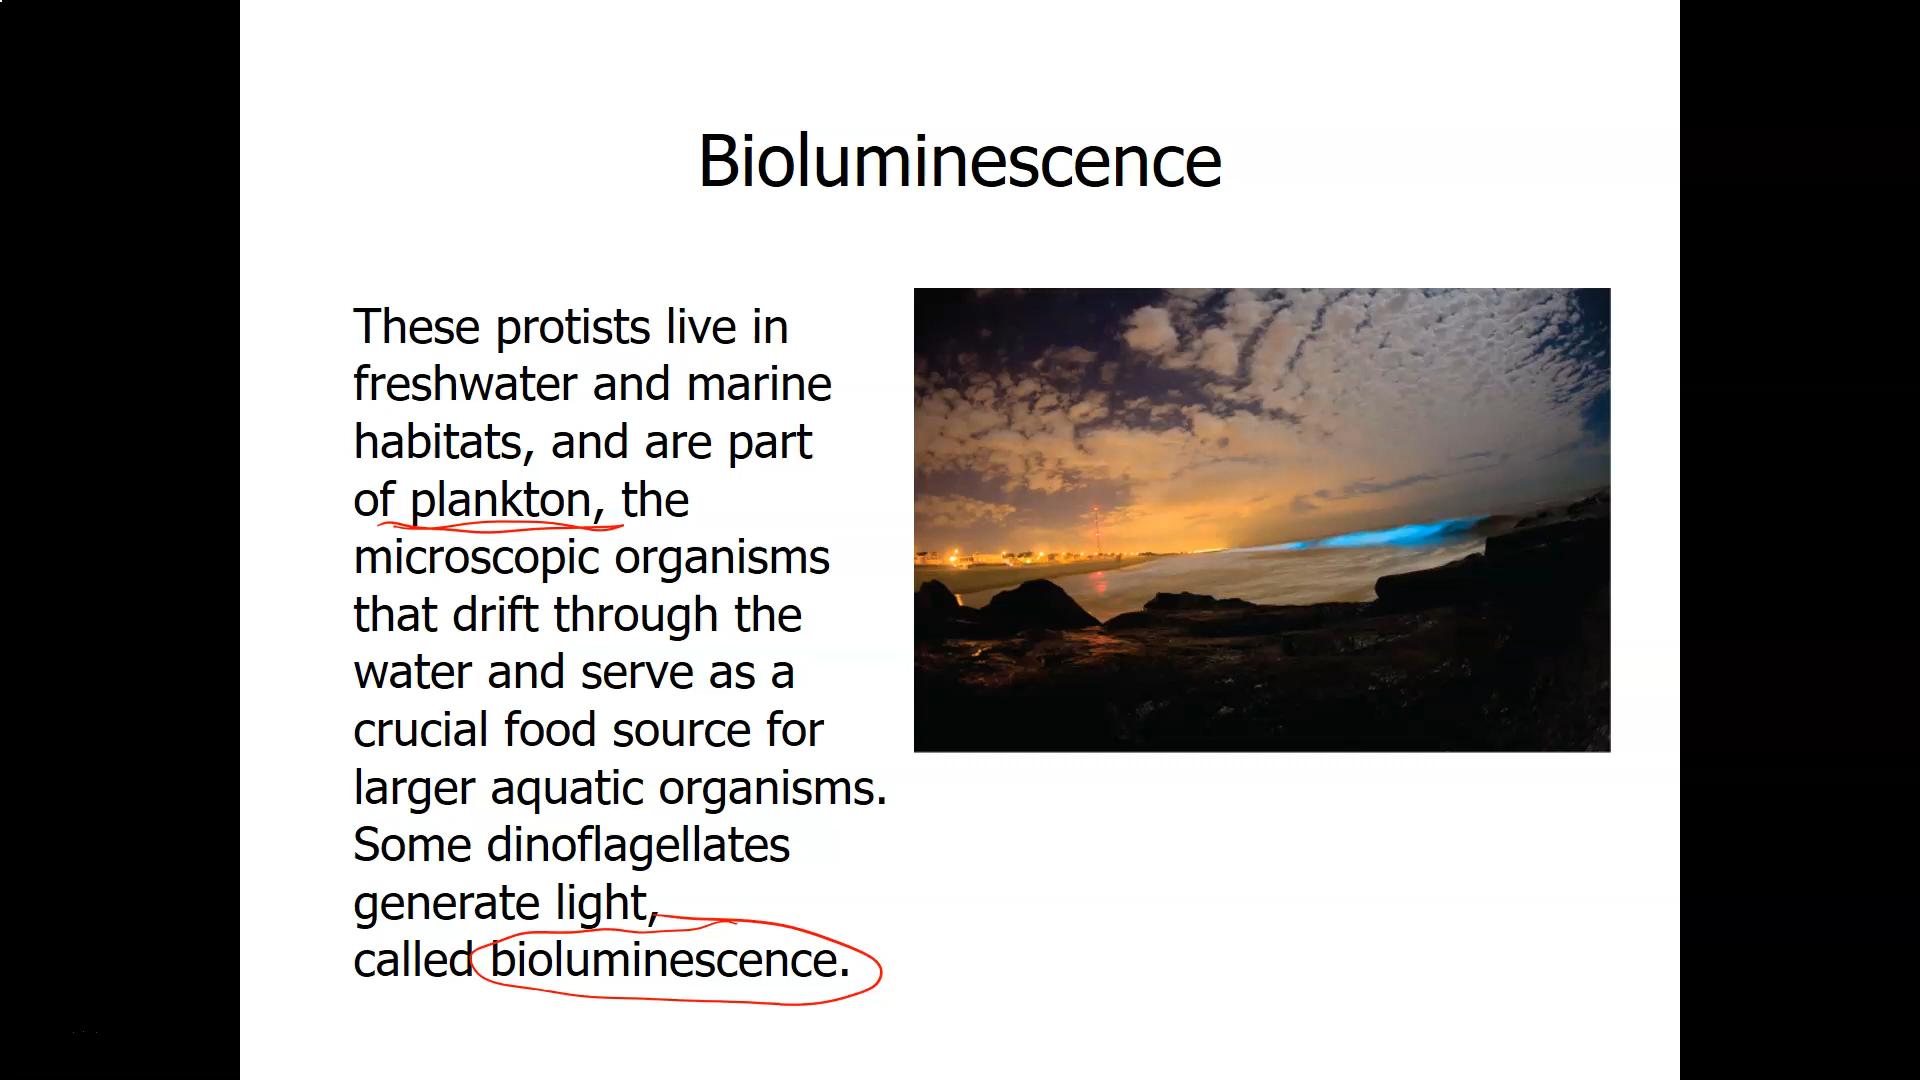 Bioluminescence
These protists live in
freshwater and marine
habitats, and are part
of plankton, the
microscopic organisms
that drift through the
water and serve as a
crucial food source for
larger aquatic organisms.
Some dinoflagellates
generate light,
called bioluminescence.